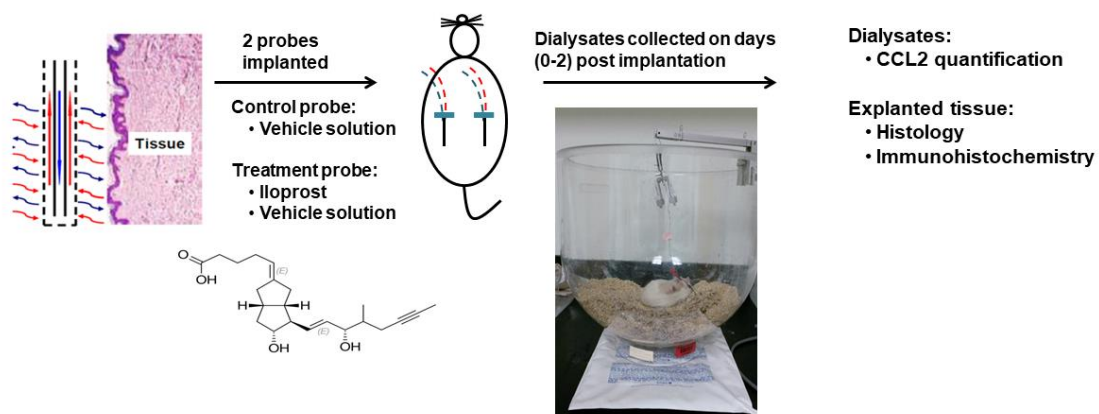 Tissue
2 probes
implanted
Control probe:
• Vehicle solution
Treatment probe:
• Iloprost
• Vehicle solution
O
OH
(E)
H
H
(E)
OH
OH
Dialysates collected on days
(0-2) post implantation
Dialysates:
• CCL2 quantification
Explanted tissue:
• Histology
• Immunohistochemistry